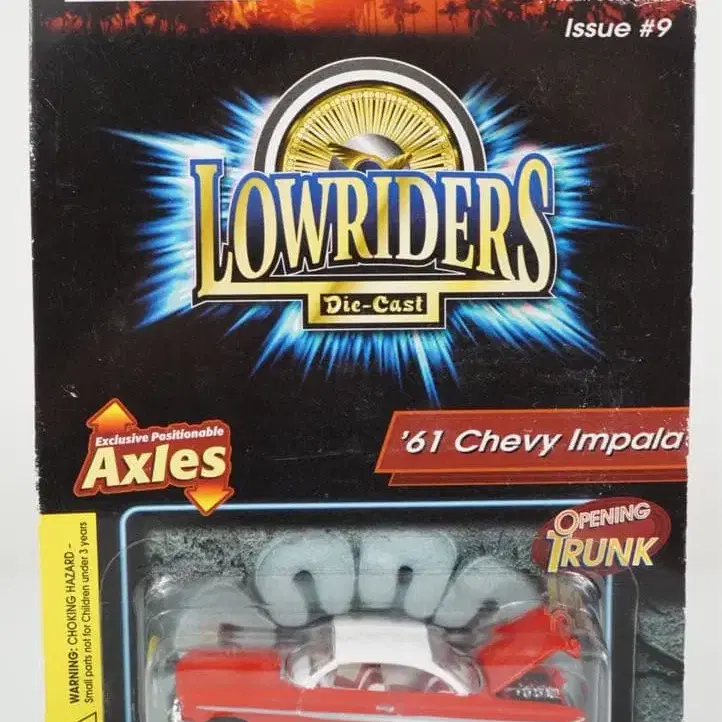 Issue #9
LOWRIDERS
Die-Cast
Exclusive Positionable
Axles
'61 Chevy Impala
OPENING
TRUNK
WARNING: CHOKING HAZARD -
Small parts not for Children under 3 years